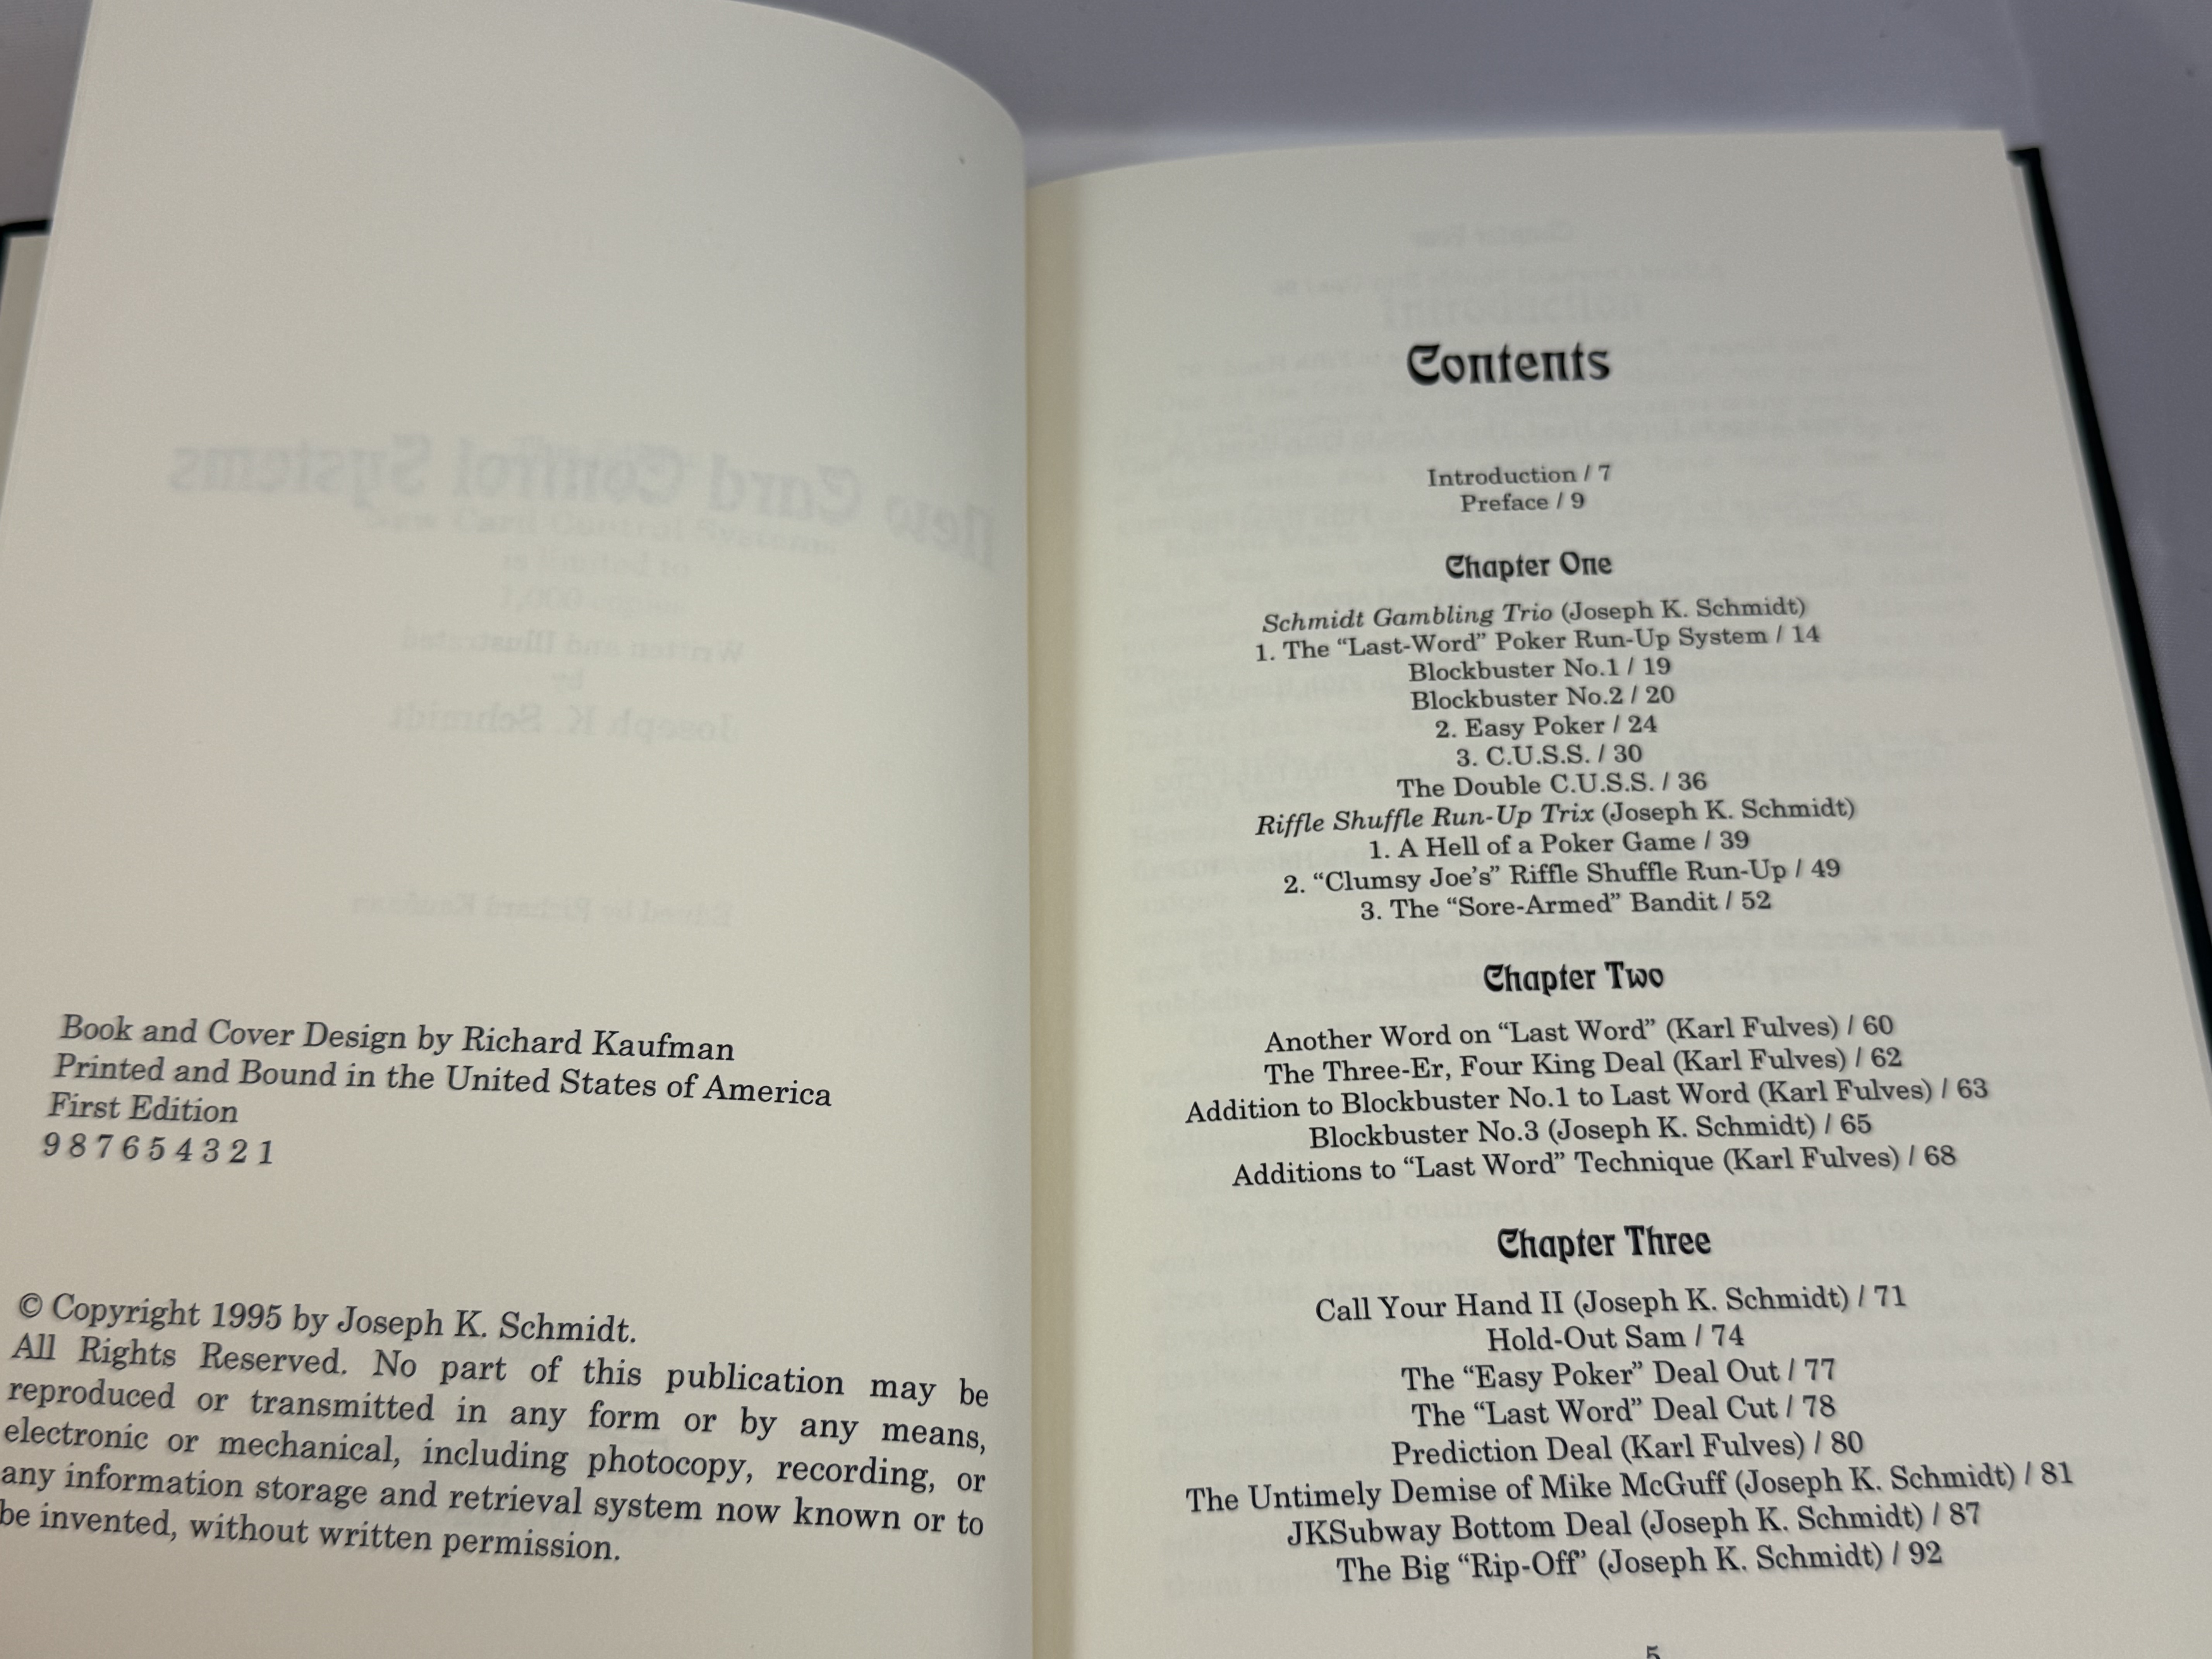 Book and Cover Design by Richard Kaufman
Printed and Bound in the United States of America
First Edition
9 8 7 6 5 4 3 2 1
© Copyright 1995 by Joseph K. Schmidt.
All Rights Reserved. No part of this publication may be
reproduced or transmitted in any form or by any means,
electronic or mechanical, including photocopy, recording, or
any information storage and retrieval system now known or to
be invented, without written permission.
Contents
Introduction / 7
Preface / 9
Chapter One
Schmidt Gambling Trio (Joseph K. Schmidt)
1. The “Last-Word” Poker Run-Up System / 14
Blockbuster No.1 / 19
Blockbuster No.2 / 20
2. Easy Poker / 24
3. C.U.S.S. / 30
The Double C.U.S.S. / 36
Riffle Shuffle Run-Up Trix (Joseph K. Schmidt)
1. A Hell of a Poker Game / 39
2. “Clumsy Joe’s” Riffle Shuffle Run-Up / 49
3. The “Sore-Armed” Bandit / 52
Chapter Two
Another Word on “Last Word” (Karl Fulves) / 60
The Three-Er, Four King Deal (Karl Fulves) / 62
Addition to Blockbuster No.1 to Last Word (Karl Fulves) / 63
Blockbuster No.3 (Joseph K. Schmidt) / 65
Additions to “Last Word” Technique (Karl Fulves) / 68
Chapter Three
Call Your Hand II (Joseph K. Schmidt) / 71
Hold-Out Sam / 74
The “Easy Poker” Deal Out / 77
The “Last Word” Deal Cut / 78
Prediction Deal (Karl Fulves) / 80
The Untimely Demise of Mike McGuff (Joseph K. Schmidt) / 81
JKSubway Bottom Deal (Joseph K. Schmidt) / 87
The Big “Rip-Off” (Joseph K. Schmidt) / 92
5